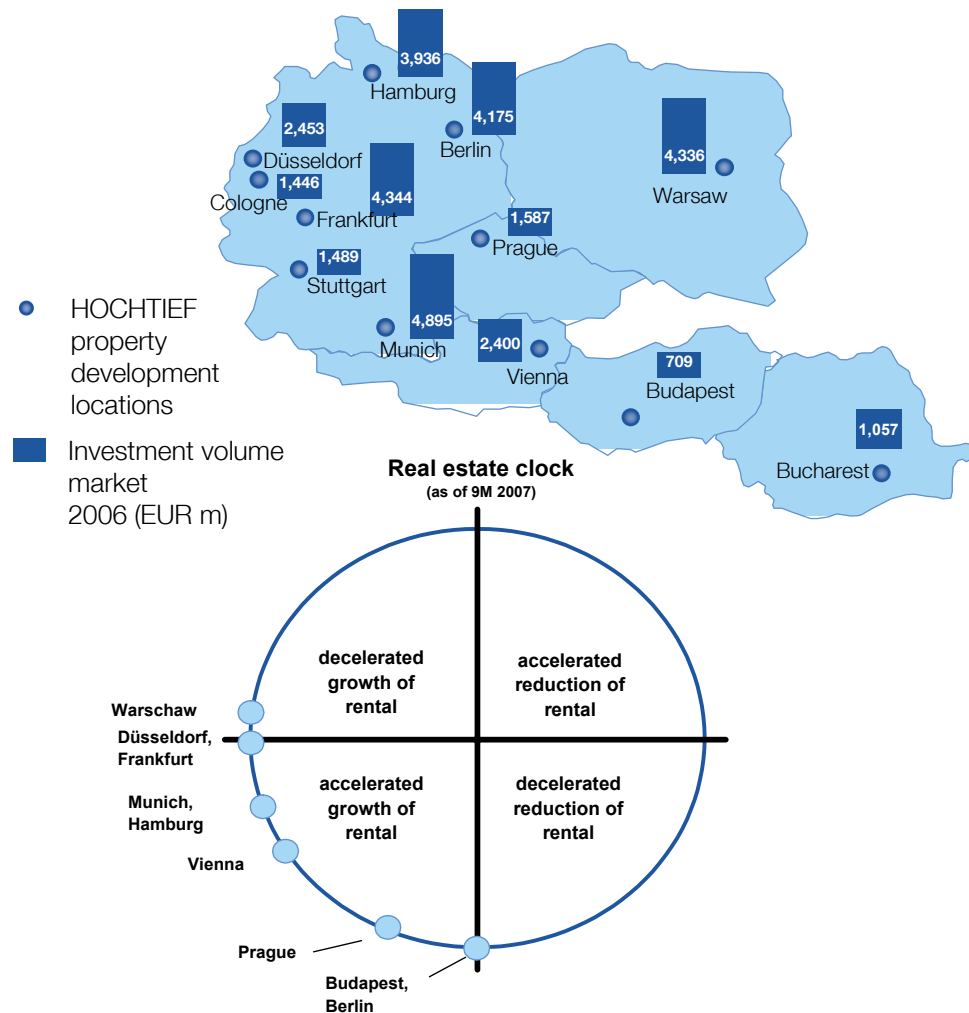 3,936
Hamburg
4,175
Berlin
2,453
Düsseldorf
1,446
Cologne
4,344
Frankfurt
4,336
Warsaw
1,587
Prague
1,489
Stuttgart
4,895
Munich
2,400
Vienna
709
Budapest
1,057
Bucharest
HOCHTIEF
property
development
locations
Investment volume
market
2006 (EUR m)
Real estate clock
(as of 9M 2007)
decelerated
growth of
rental
accelerated
reduction of
rental
accelerated
growth of
rental
decelerated
reduction of
rental
Warschaw
Düsseldorf,
Frankfurt
Munich,
Hamburg
Vienna
Prague
Budapest,
Berlin